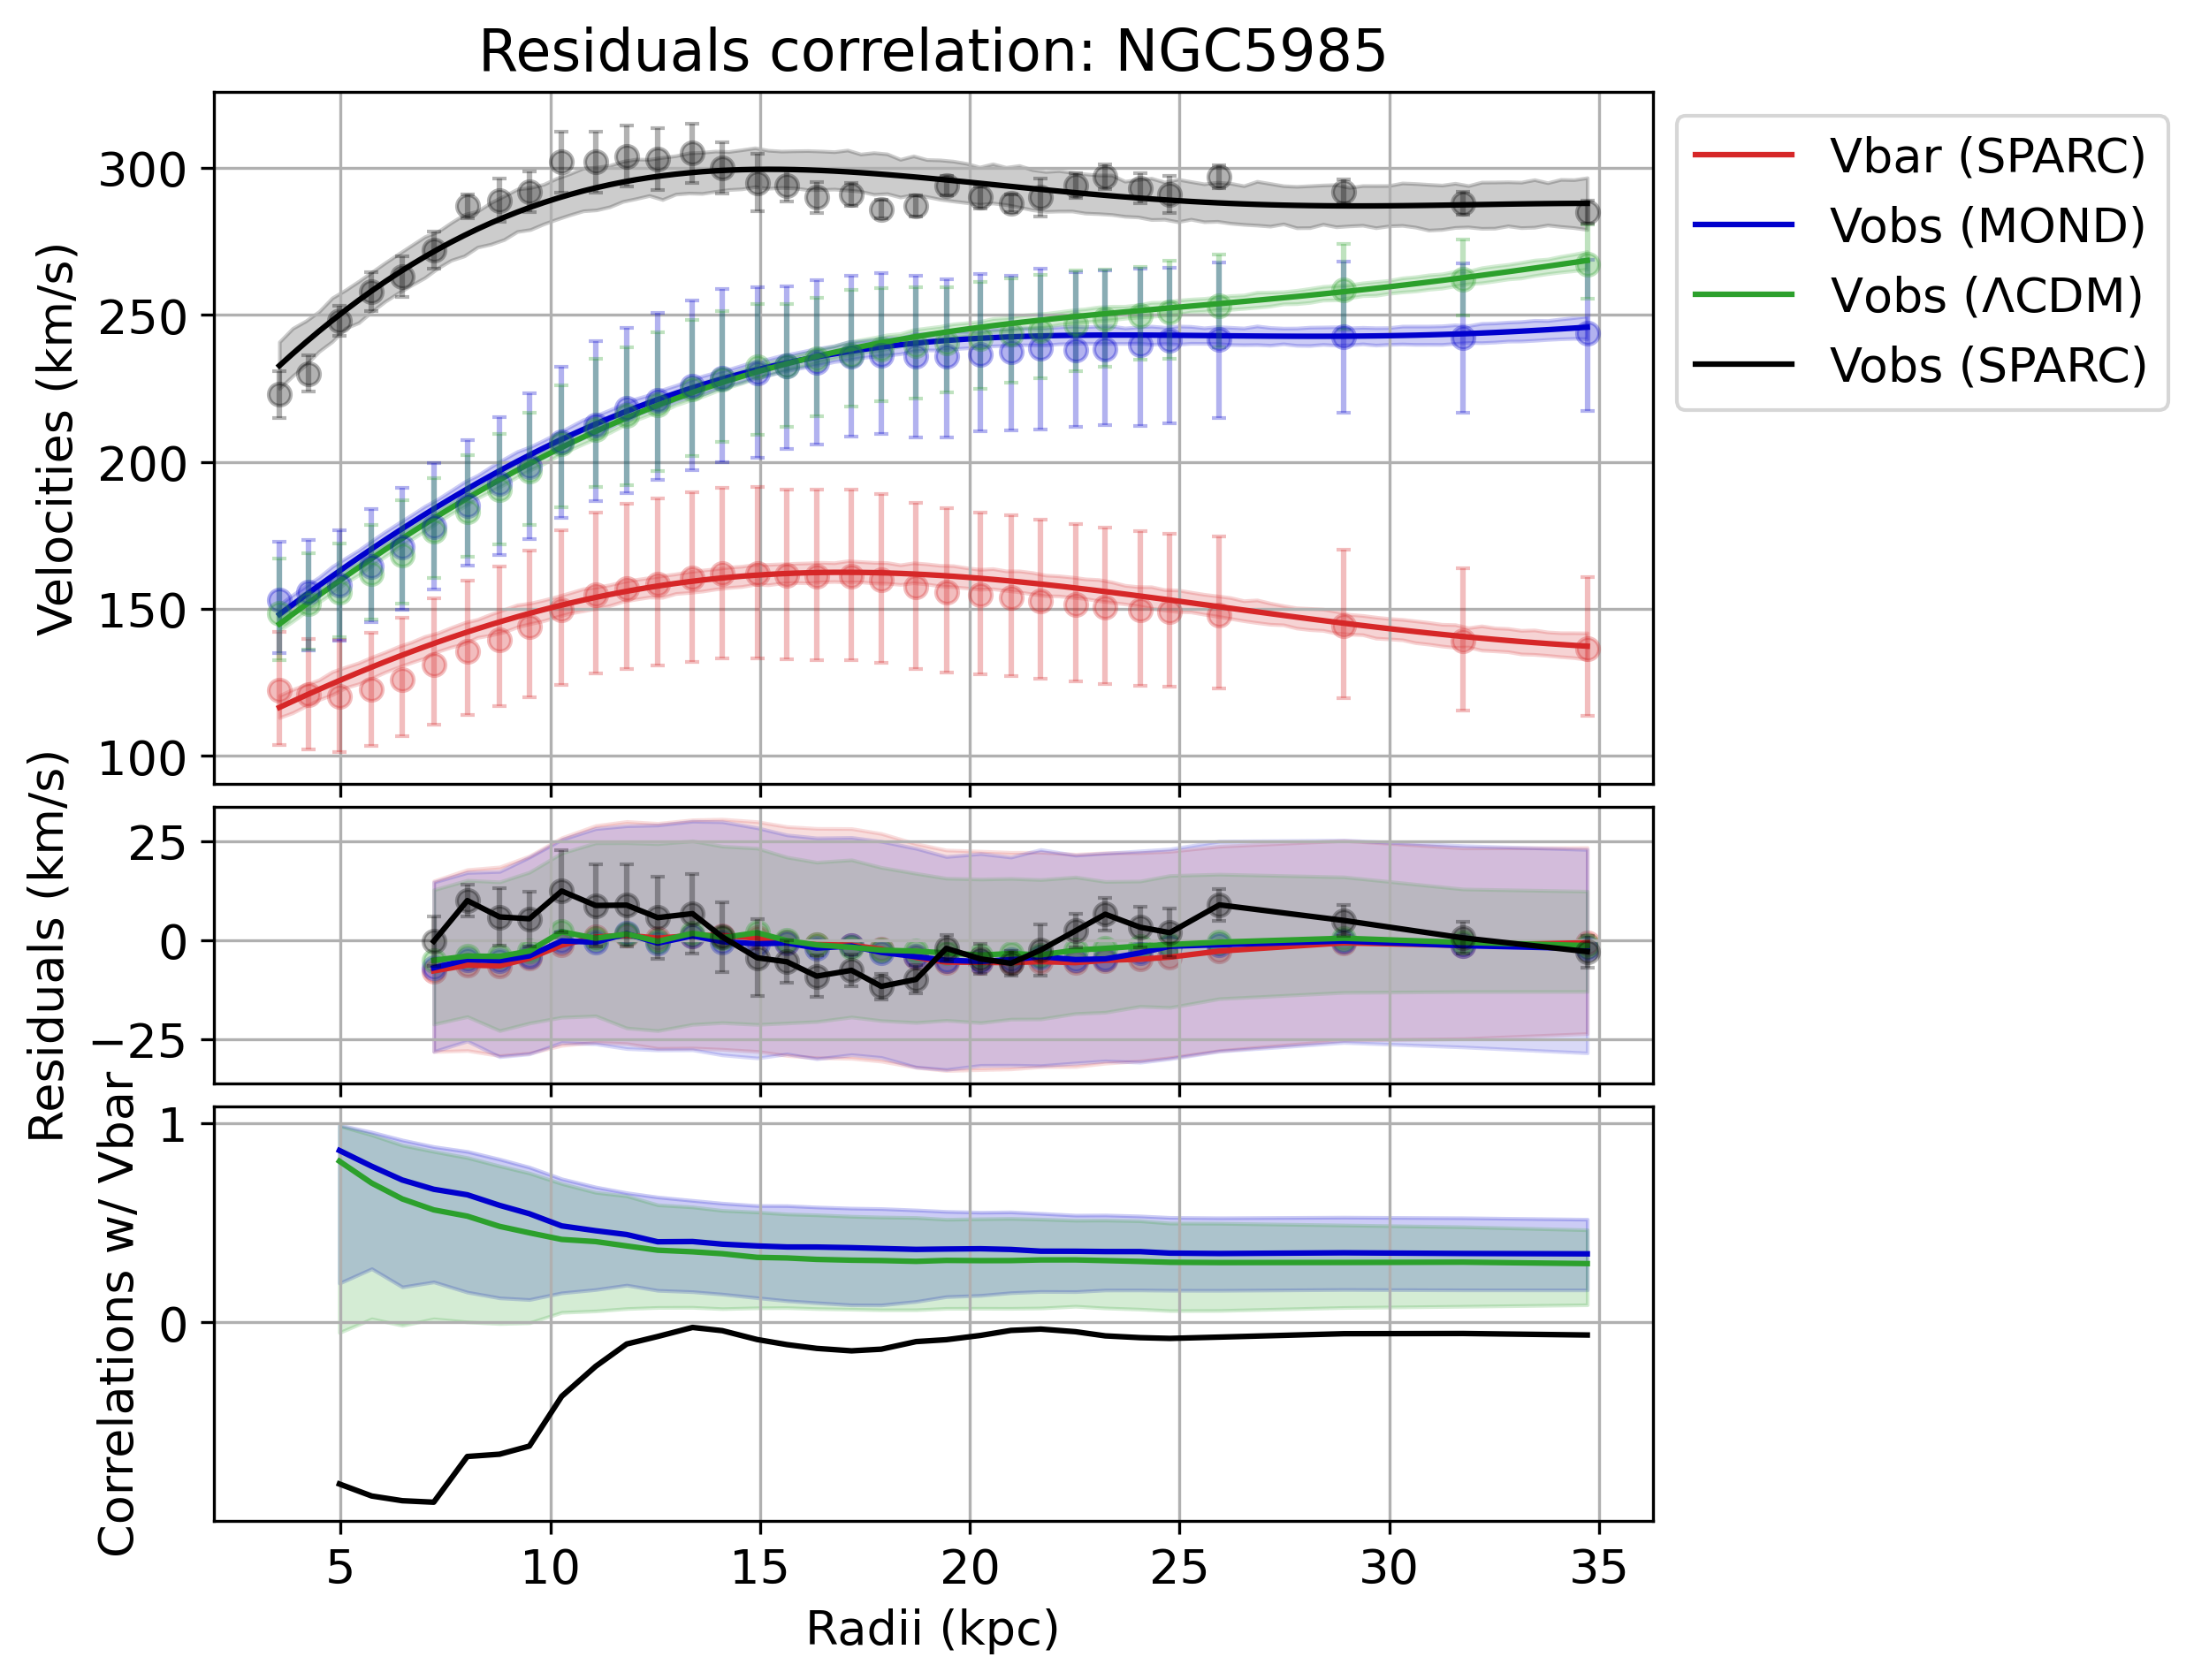 Residuals correlation: NGC5985
Velocities (km/s)
300
250
200
150
100
Vbar (SPARC)
Vobs (MOND)
Vobs (ΛCDM)
Vobs (SPARC)
Residuals (km/s)
25
0
−25
Correlations w/ Vbar
1
0
5 10 15 20 25 30 35
Radii (kpc)